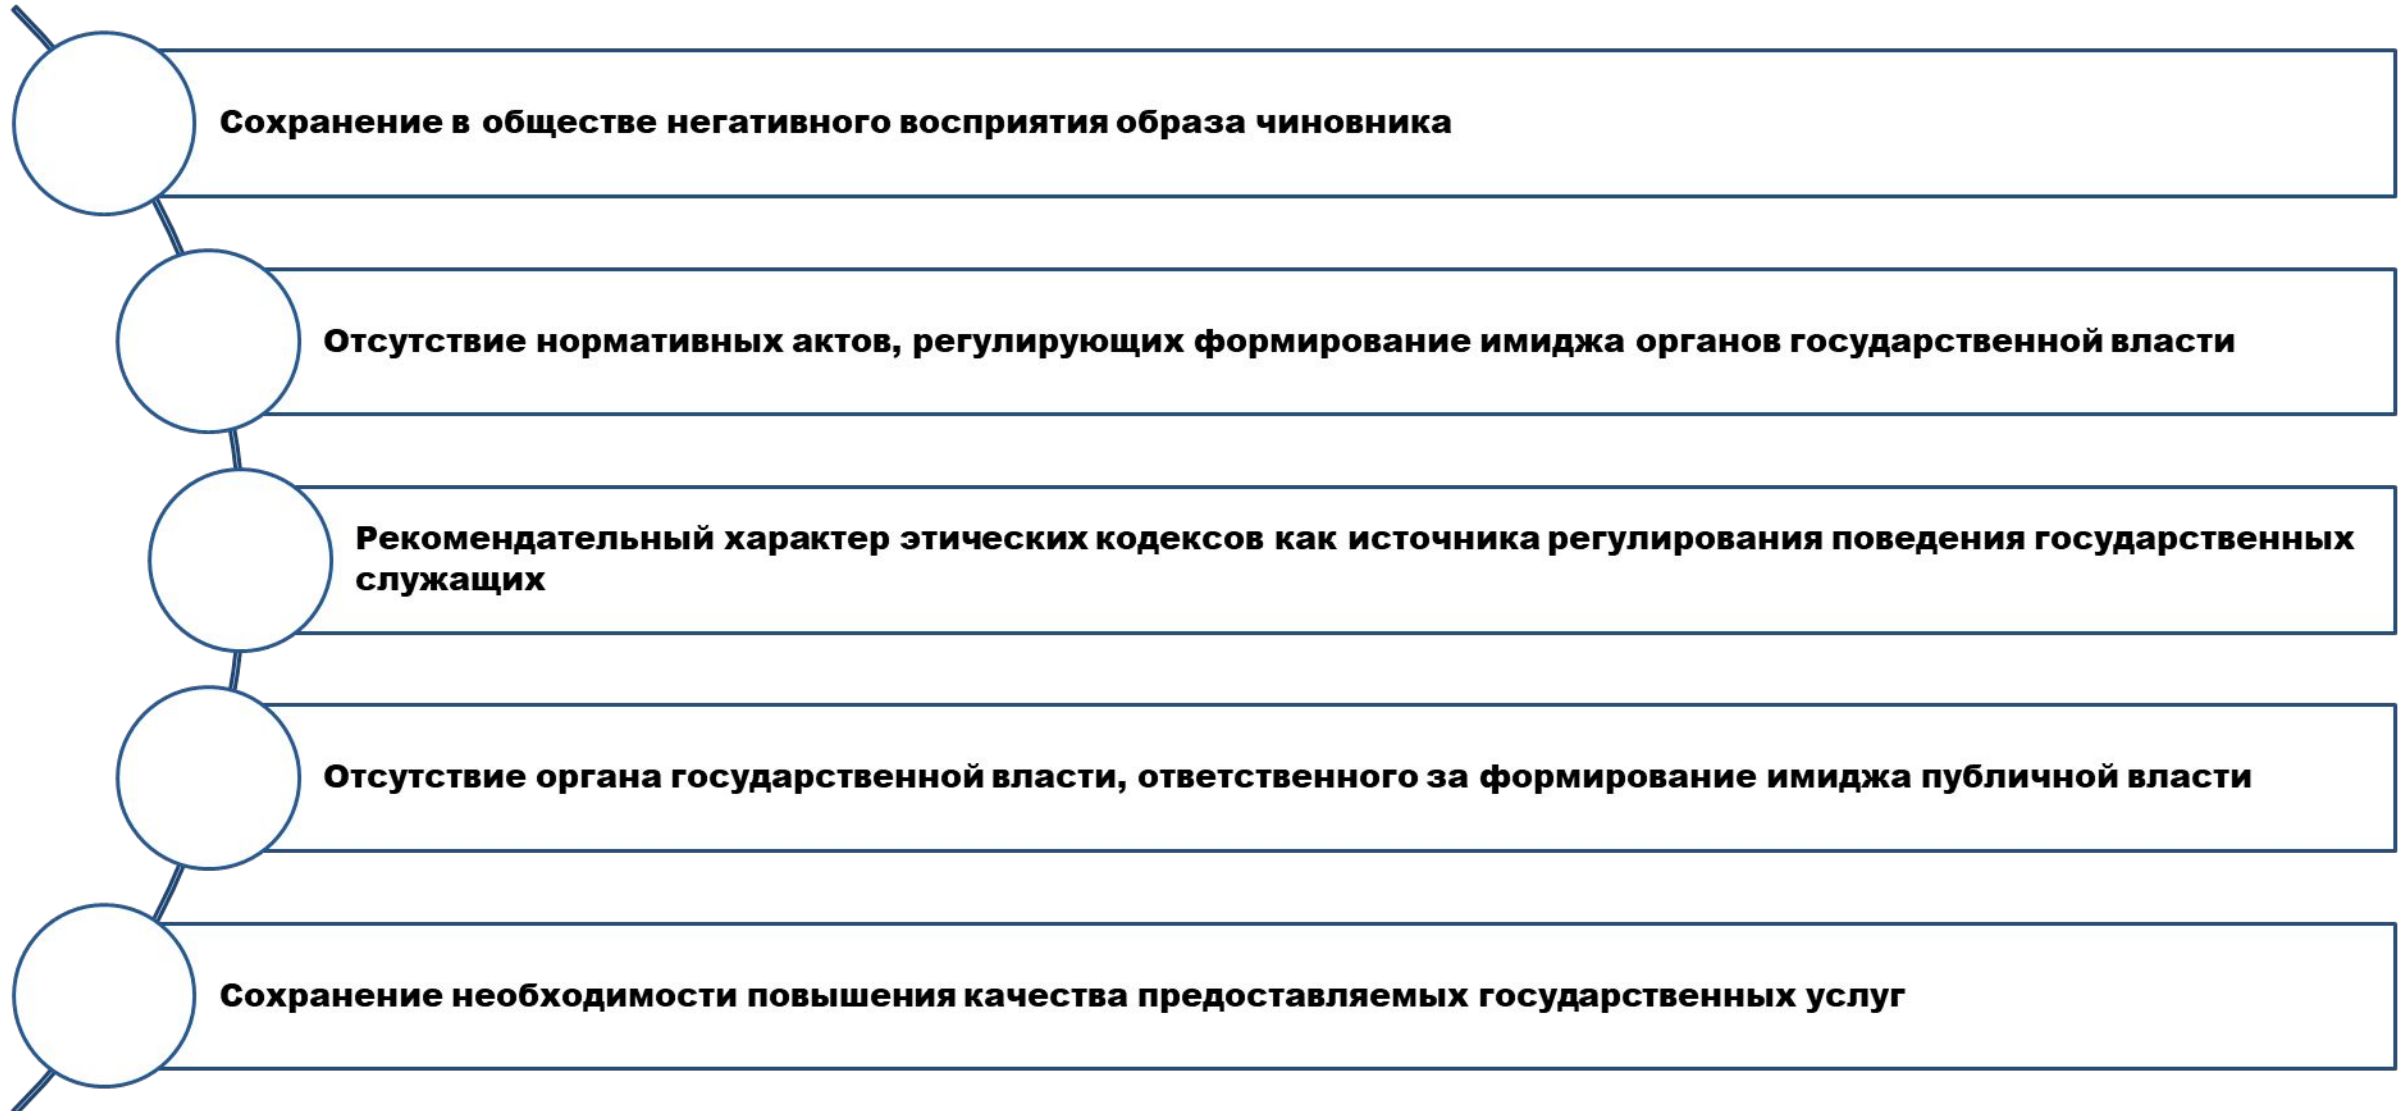 Сохранение в обществе негативного восприятия образа чиновника
Отсутствие нормативных актов, регулирующих формирование имиджа органов государственной власти
Рекомендательный характер этических кодексов как источника регулирования поведения государственных
служащих
Отсутствие органа государственной власти, ответственного за формирование имиджа публичной власти
Сохранение необходимости повышения качества предоставляемых государственных услуг